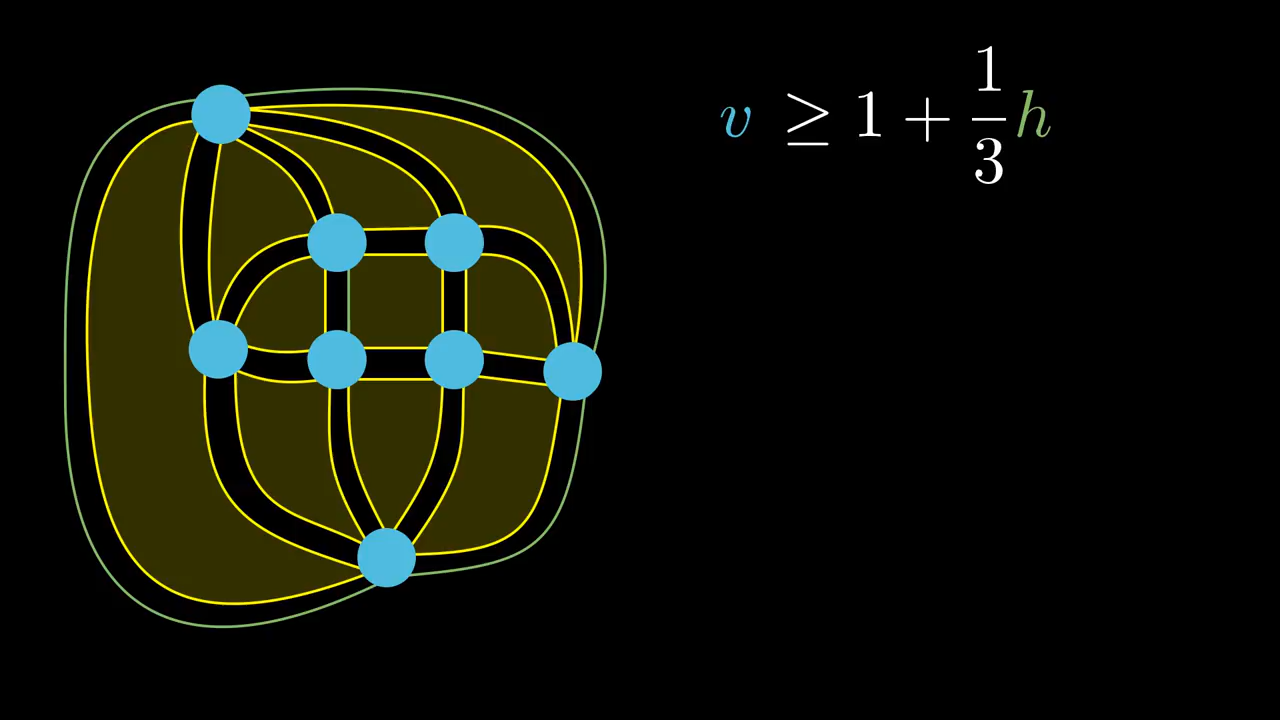 v ≥ 1 + 1/3 h